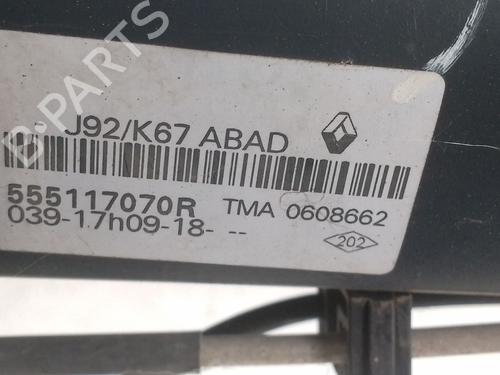 J92/K67 ABAD
555117070R TMA 0608662
039-17h09-18- --
202
B-PARTS